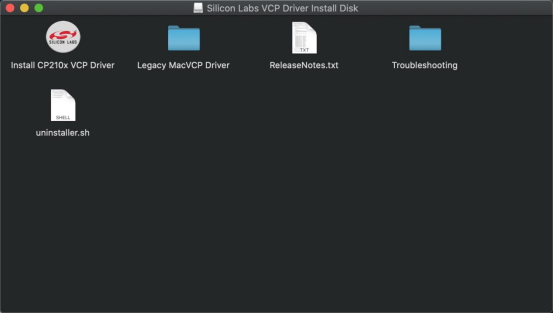 Silicon Labs VCP Driver Install Disk
SILICON LABS
TXT
Install CP210x VCP Driver
Legacy MacVCP Driver
ReleaseNotes.txt
Troubleshooting
SHELL
uninstaller.sh